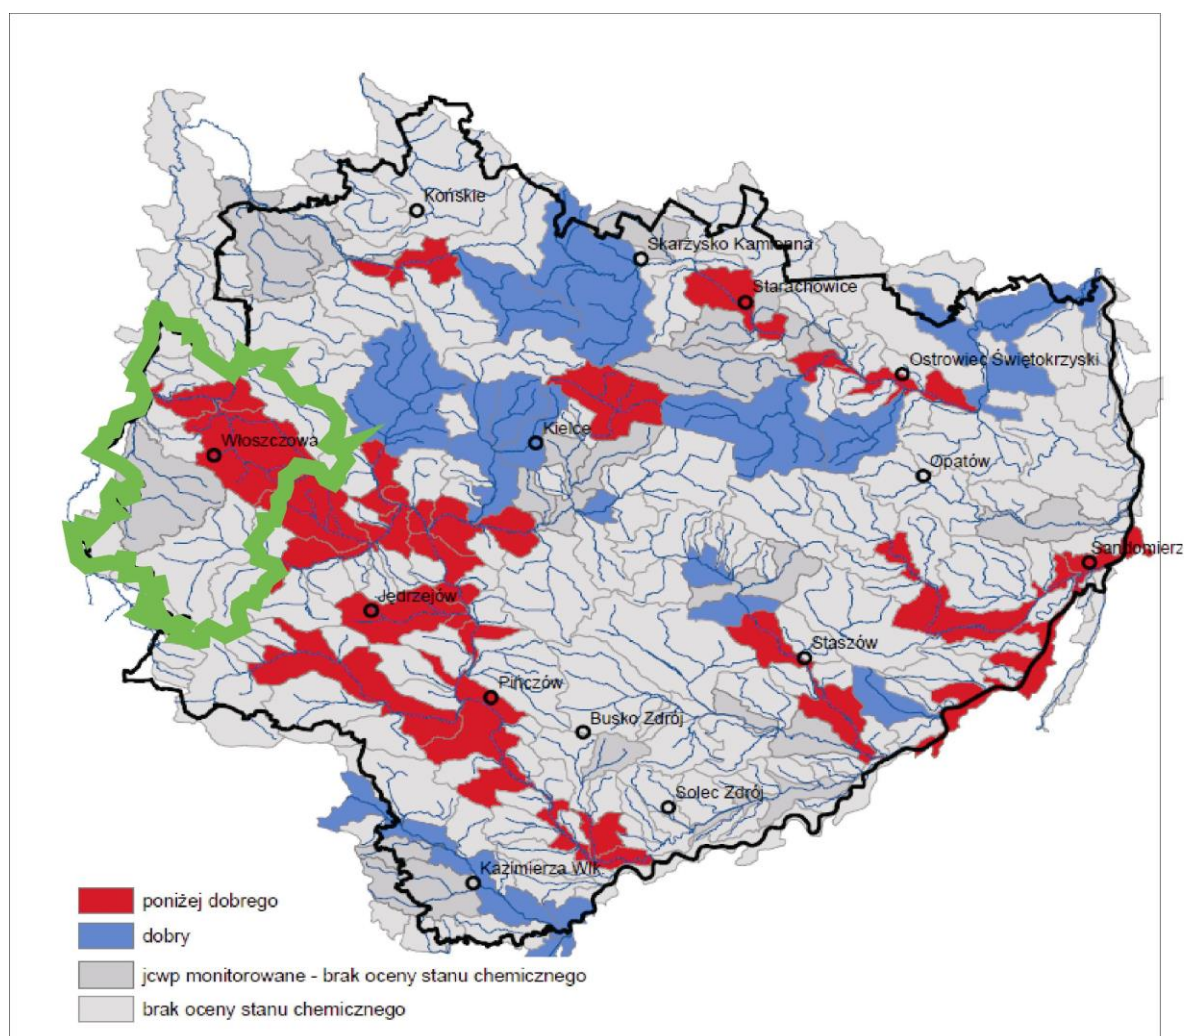 Końskie
Skarżysko Kamienna
Starachowice
Ostrowiec Świętokrzyski
Kielce
Włoszczowa
Opatów
Sandomierz
Jędrzejów
Staszów
Pińczów
Busko Zdrój
Solec Zdrój
Kazimierza Wlk.
poniżej dobrego
dobry
jcwp monitorowane - brak oceny stanu chemicznego
brak oceny stanu chemicznego